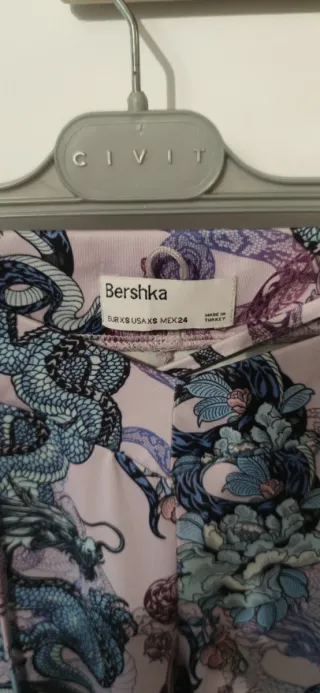 CIVIT
Bershka
EUR XS USA XS MEX 24
MADE IN
TURKEY